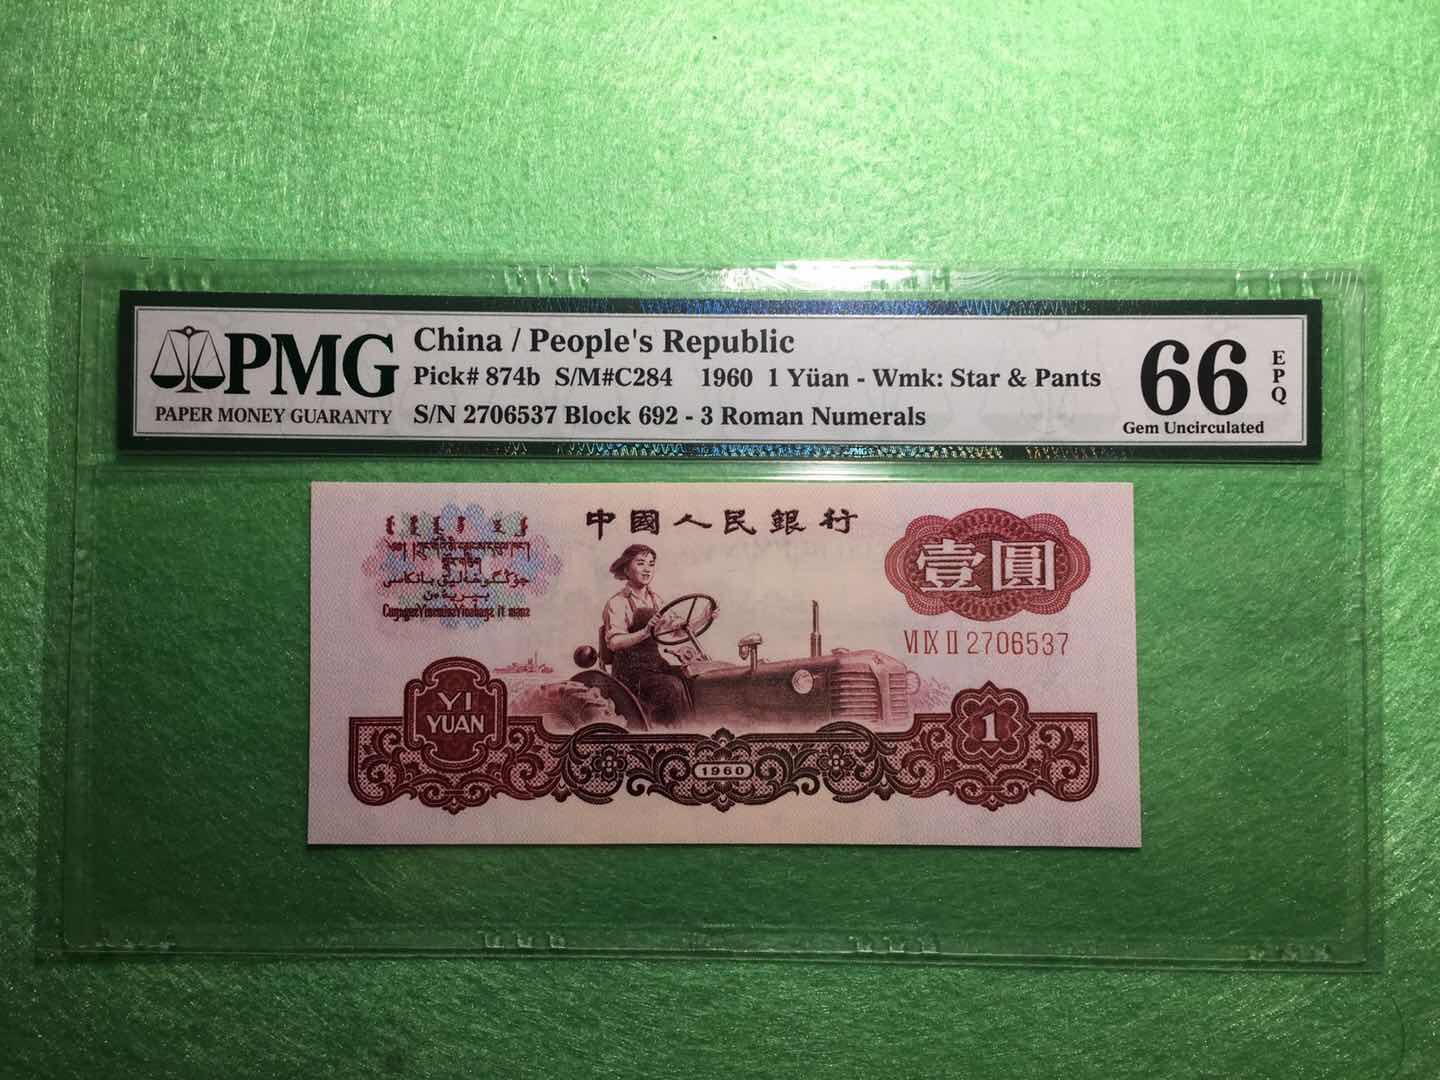 PMG
PAPER MONEY GUARANTY
China / People's Republic
Pick# 874b S/M#C284 1960 1 Yüan - Wmk: Star & Pants
S/N 2706537 Block 692 - 3 Roman Numerals
66
EPQ
Gem Uncirculated
中國人民銀行
壹圓
VI IX II 2706537
YI
YUAN
1
1960